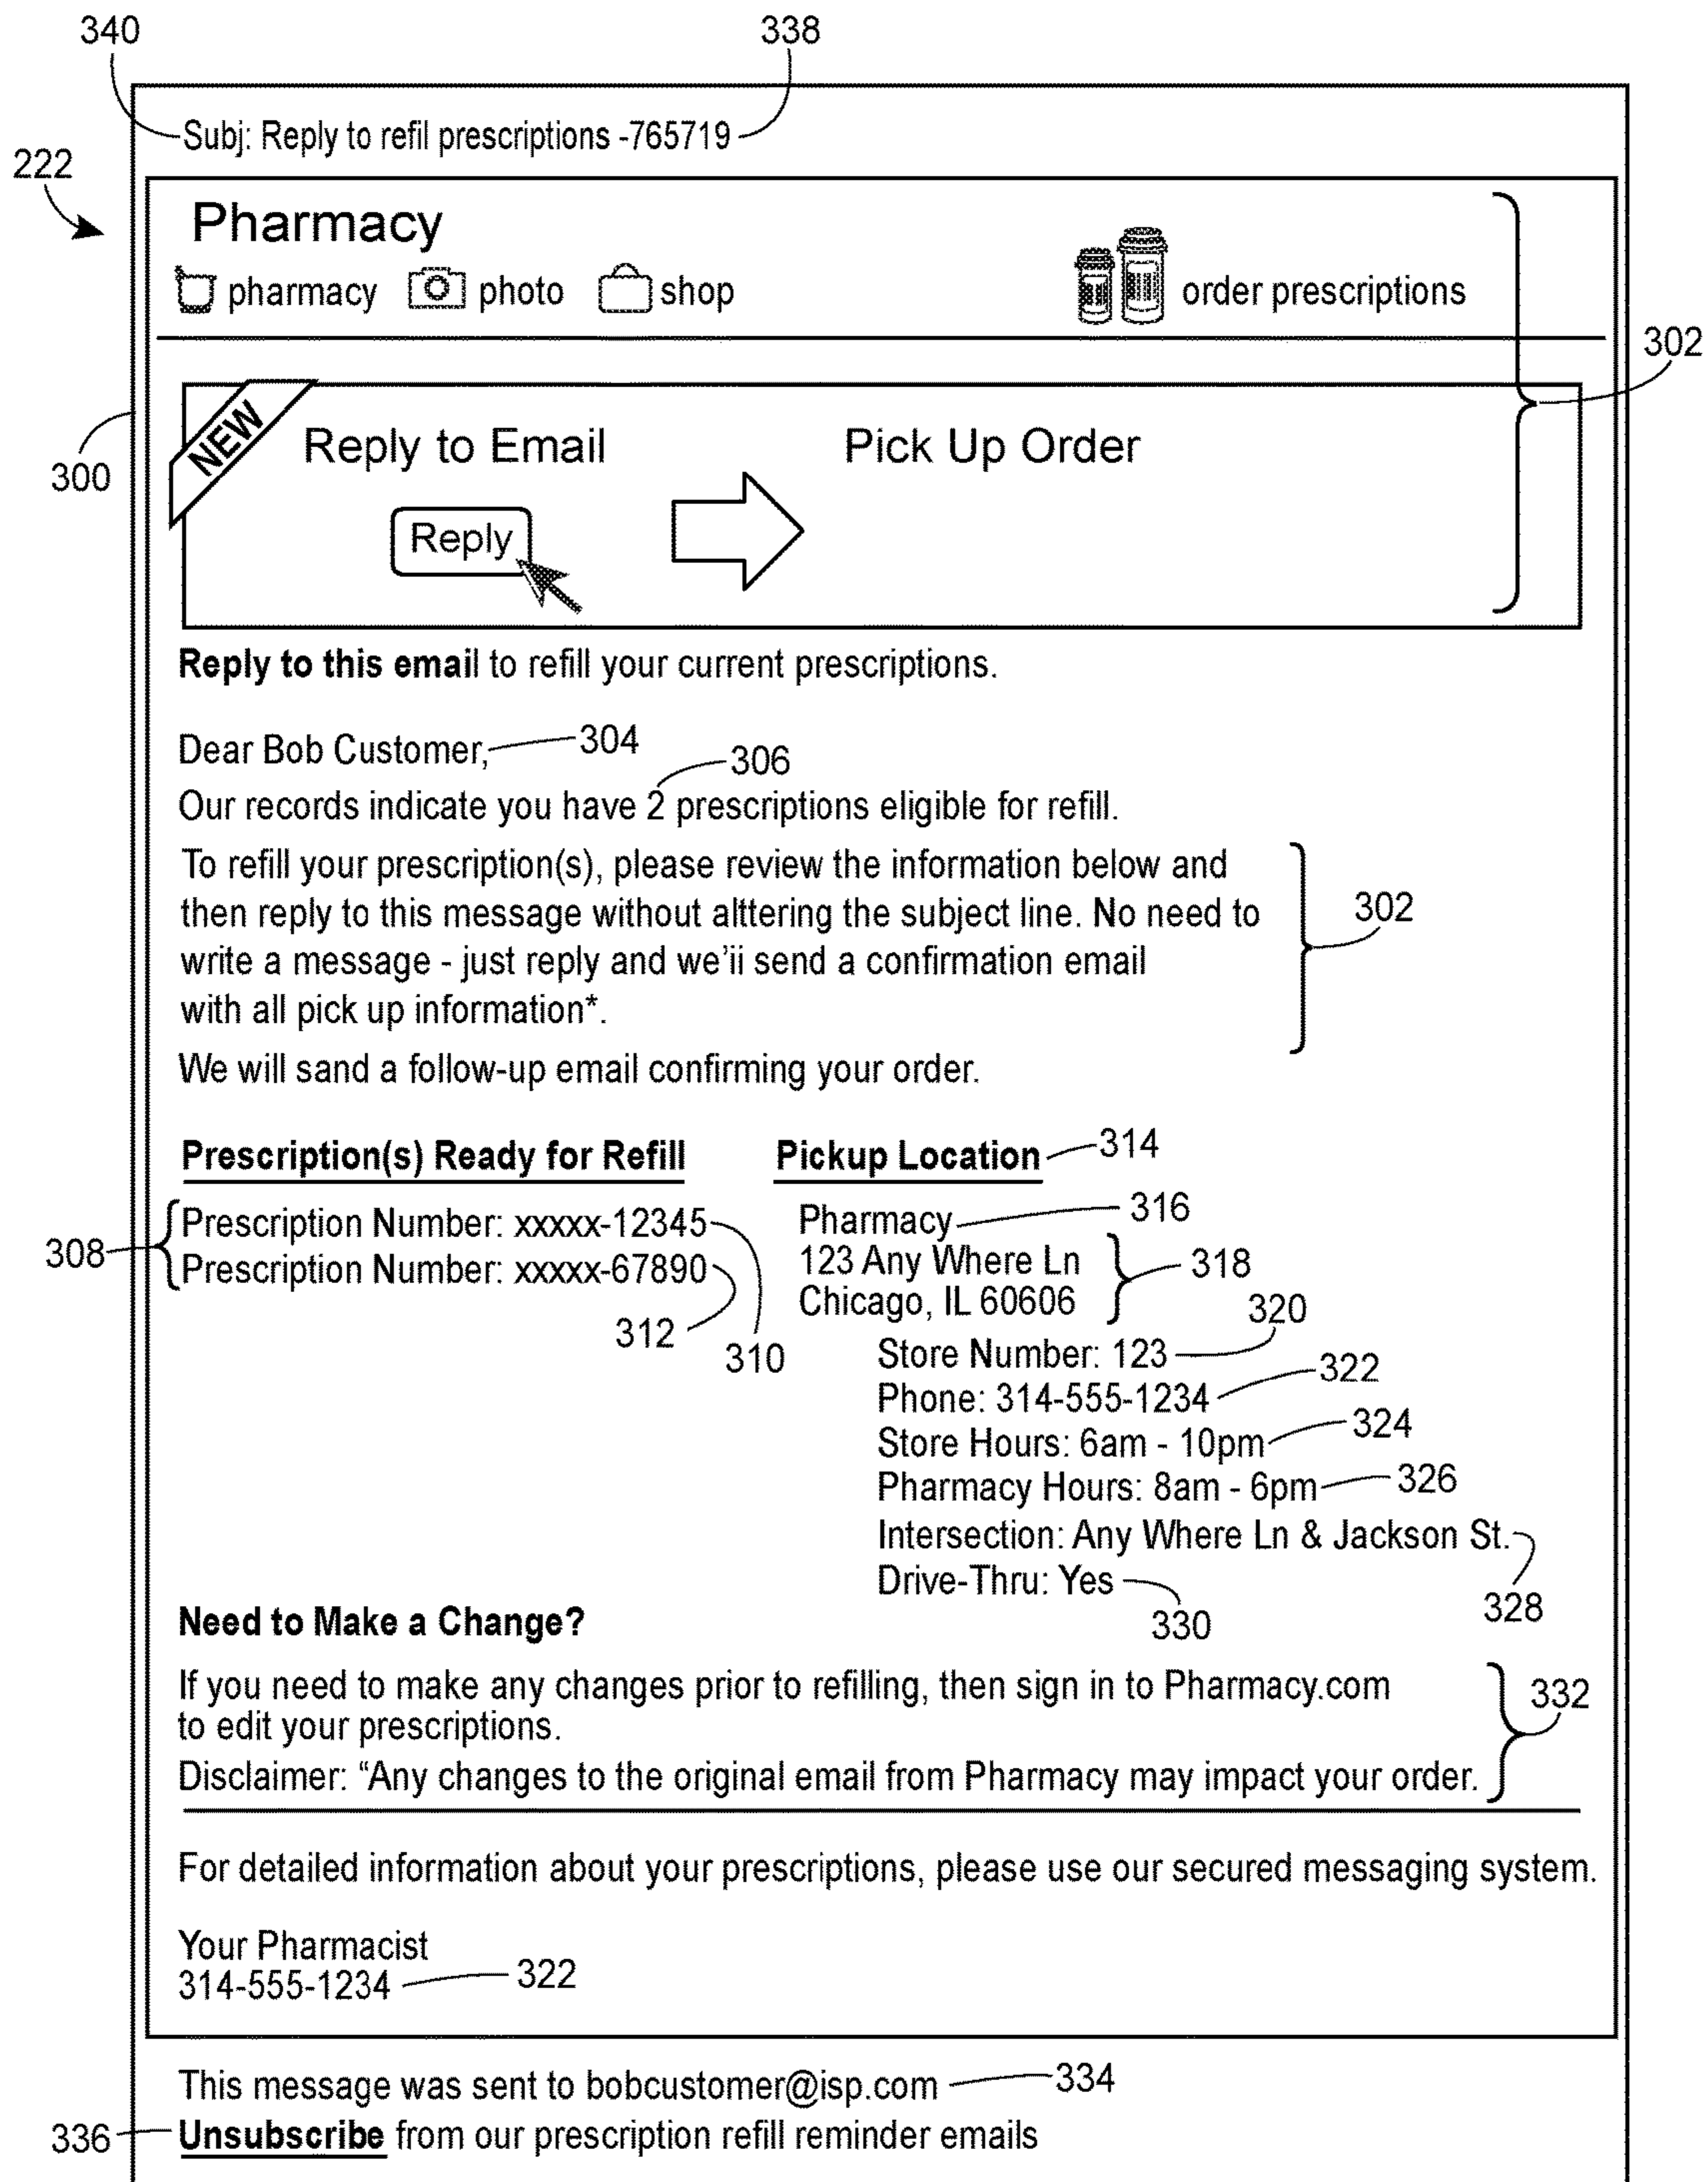 340
338
Subj: Reply to refil prescriptions -765719
222
Pharmacy
pharmacy photo shop order prescriptions
302
NEW
Reply to Email Pick Up Order
300
Reply
Reply to this email to refill your current prescriptions.
Dear Bob Customer, 304
306
Our records indicate you have 2 prescriptions eligible for refill.
To refill your prescription(s), please review the information below and
then reply to this message without alttering the subject line. No need to
302
write a message - just reply and we'ii send a confirmation email
with all pick up information*.
We will sand a follow-up email confirming your order.
Prescription(s) Ready for Refill Pickup Location 314
308
Prescription Number: xxxxx-12345
Prescription Number: xxxxx-67890
312
310
Pharmacy 316
123 Any Where Ln
Chicago, IL 60606
318
320
Store Number: 123
Phone: 314-555-1234 322
Store Hours: 6am - 10pm 324
Pharmacy Hours: 8am - 6pm 326
Intersection: Any Where Ln & Jackson St.
328
Drive-Thru: Yes
330
Need to Make a Change?
If you need to make any changes prior to refilling, then sign in to Pharmacy.com
to edit your prescriptions.
332
Disclaimer: “Any changes to the original email from Pharmacy may impact your order.
For detailed information about your prescriptions, please use our secured messaging system.
Your Pharmacist
314-555-1234 322
This message was sent to bobcustomer@isp.com 334
336 Unsubscribe from our prescription refill reminder emails